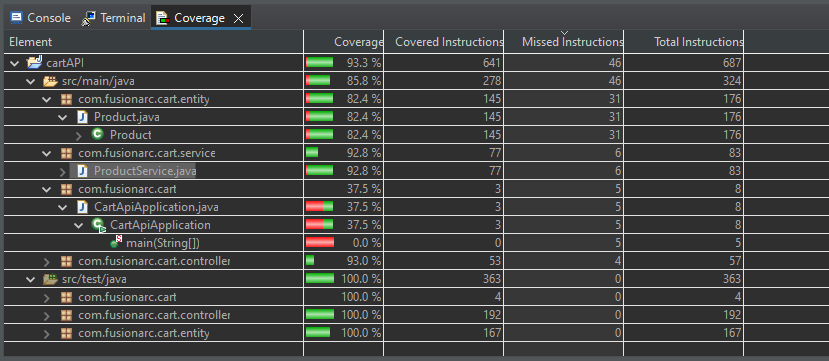 Console Terminal Coverage
Element Coverage Covered Instructions Missed Instructions Total Instructions
cartAPI 93.3 % 641 46 687
src/main/java 85.8 % 278 46 324
com.fusionarc.cart.entity 82.4 % 145 31 176
Product.java 82.4 % 145 31 176
Product 82.4 % 145 31 176
com.fusionarc.cart.service 92.8 % 77 6 83
ProductService.java 92.8 % 77 6 83
com.fusionarc.cart 37.5 % 3 5 8
CartApiApplication.java 37.5 % 3 5 8
CartApiApplication 37.5 % 3 5 8
main(String[]) 0.0 % 0 5 5
com.fusionarc.cart.controller 93.0 % 53 4 57
src/test/java 100.0 % 363 0 363
com.fusionarc.cart 100.0 % 4 0 4
com.fusionarc.cart.controller 100.0 % 192 0 192
com.fusionarc.cart.entity 100.0 % 167 0 167